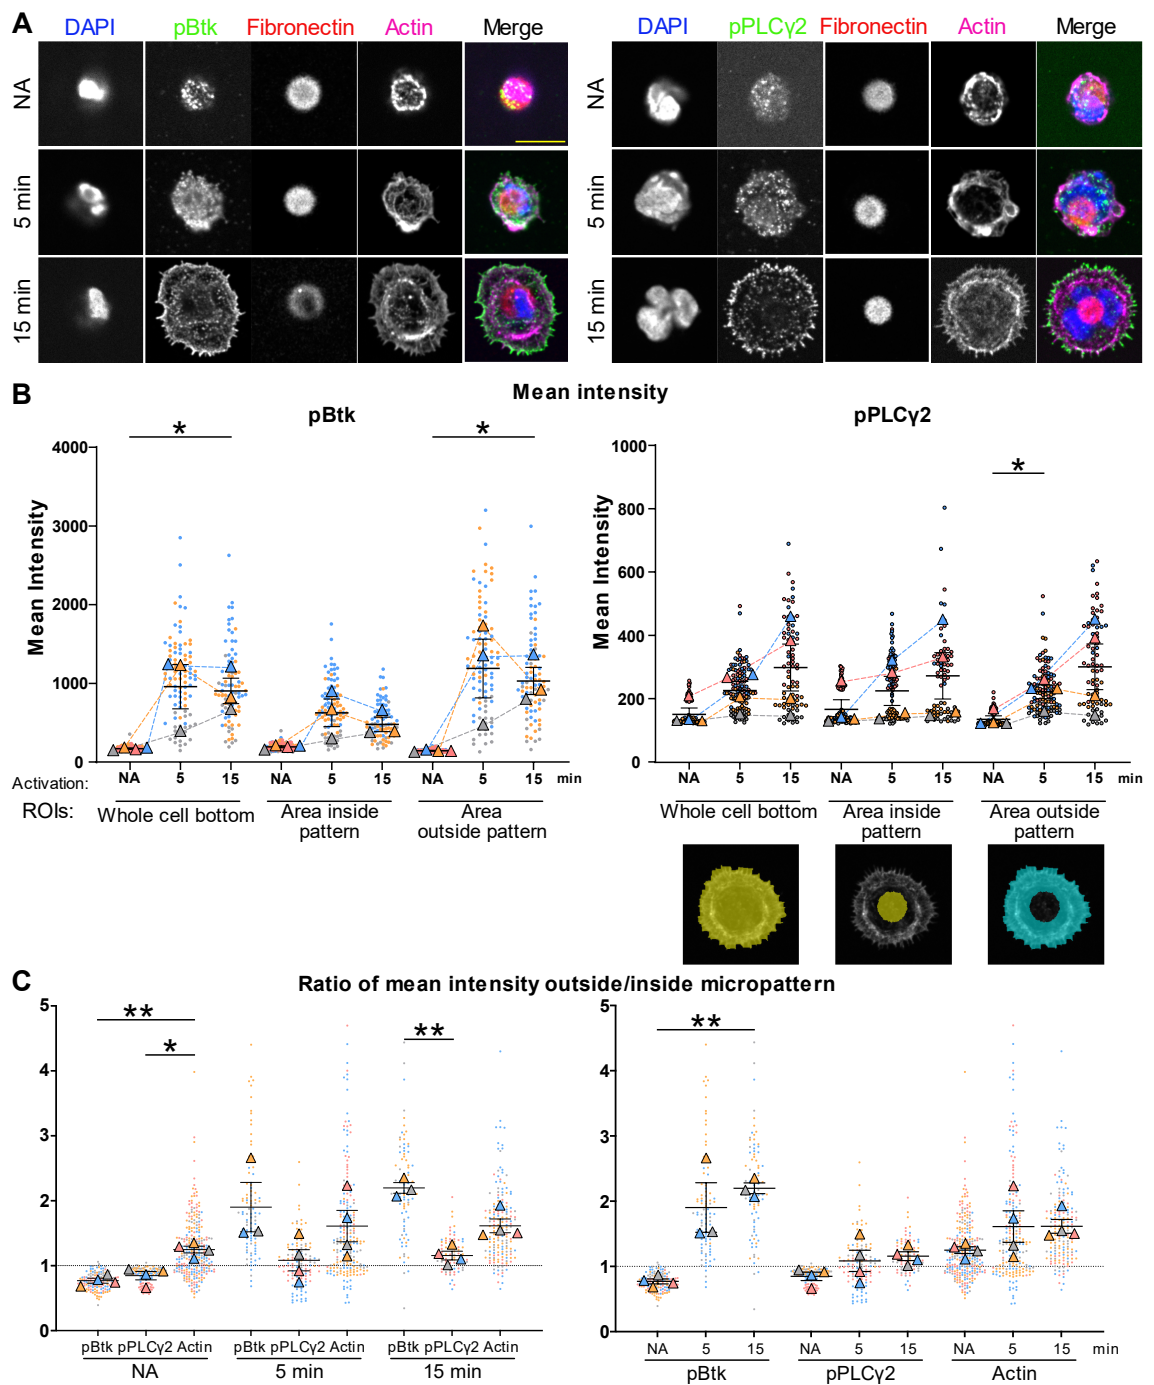 A
DAPI pBtk Fibronectin Actin Merge
DAPI pPLCγ2 Fibronectin Actin Merge
NA
5 min
15 min
NA
5 min
15 min
B
Mean intensity
pBtk
Mean Intensity
4000
3000
2000
1000
0
*
*
Activation: NA 5 15 NA 5 15 NA 5 15 min
ROIs: Whole cell bottom
Area inside
pattern
Area
outside pattern
pPLCγ2
Mean Intensity
1000
800
600
400
200
0
*
NA 5 15 NA 5 15 NA 5 15 min
Whole cell bottom
Area inside
pattern
Area outside
pattern
C
Ratio of mean intensity outside/inside micropattern
5
4
3
2
1
0
**
*
**
pBtk pPLCγ2 Actin pBtk pPLCγ2 Actin pBtk pPLCγ2 Actin
NA 5 min 15 min
5
4
3
2
1
0
**
NA 5 15 NA 5 15 NA 5 15 min
pBtk pPLCγ2 Actin